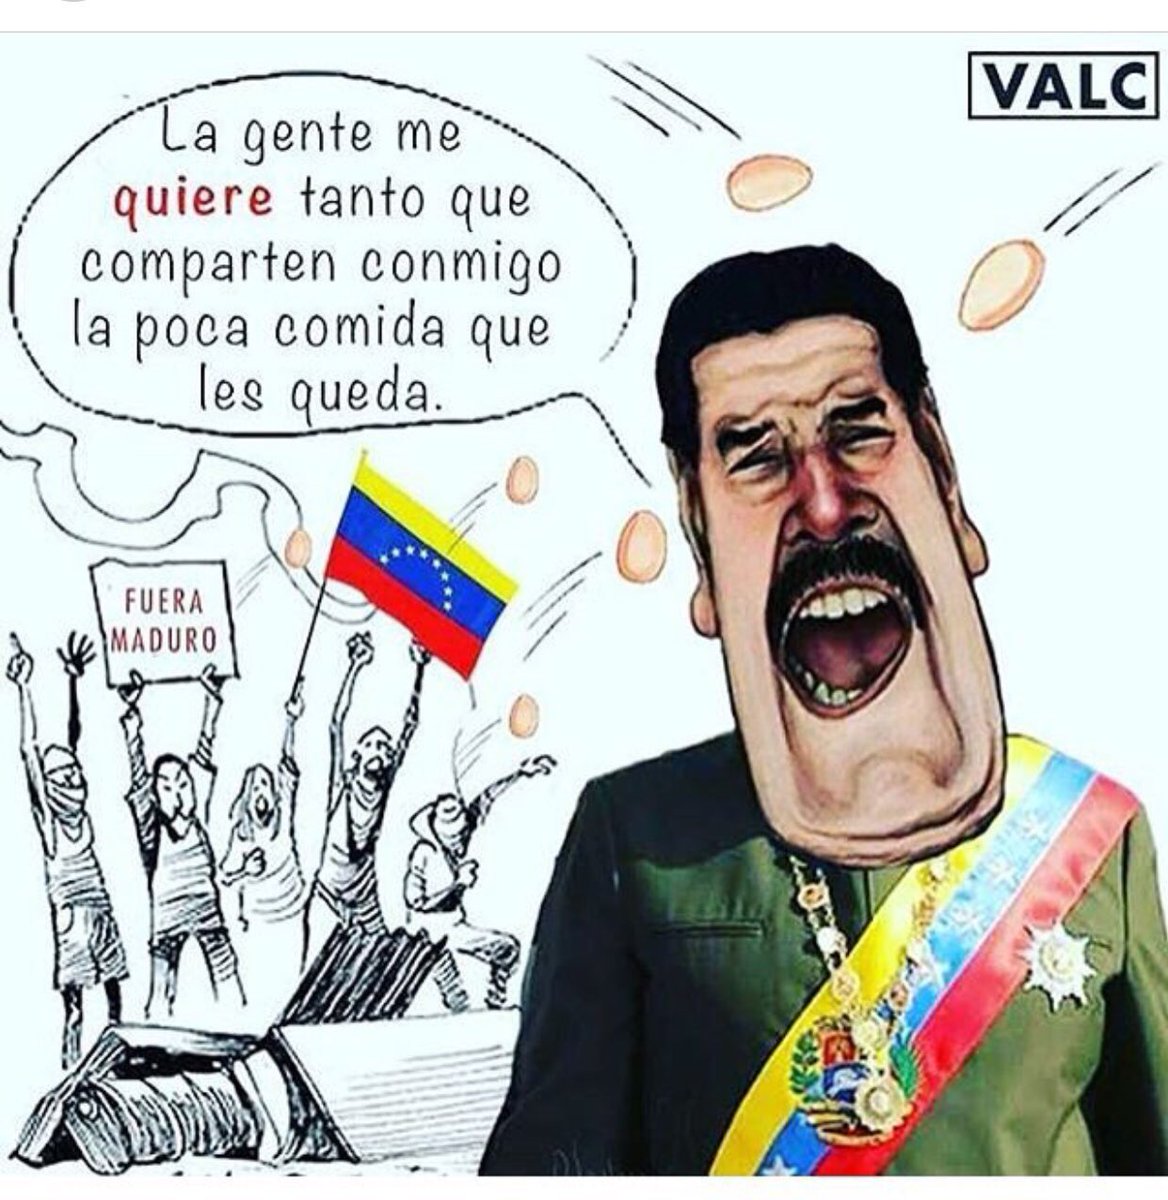 VALC
La gente me
quiere tanto que
comparten conmigo
la poca comida que
les queda.
FUERA
MADURO